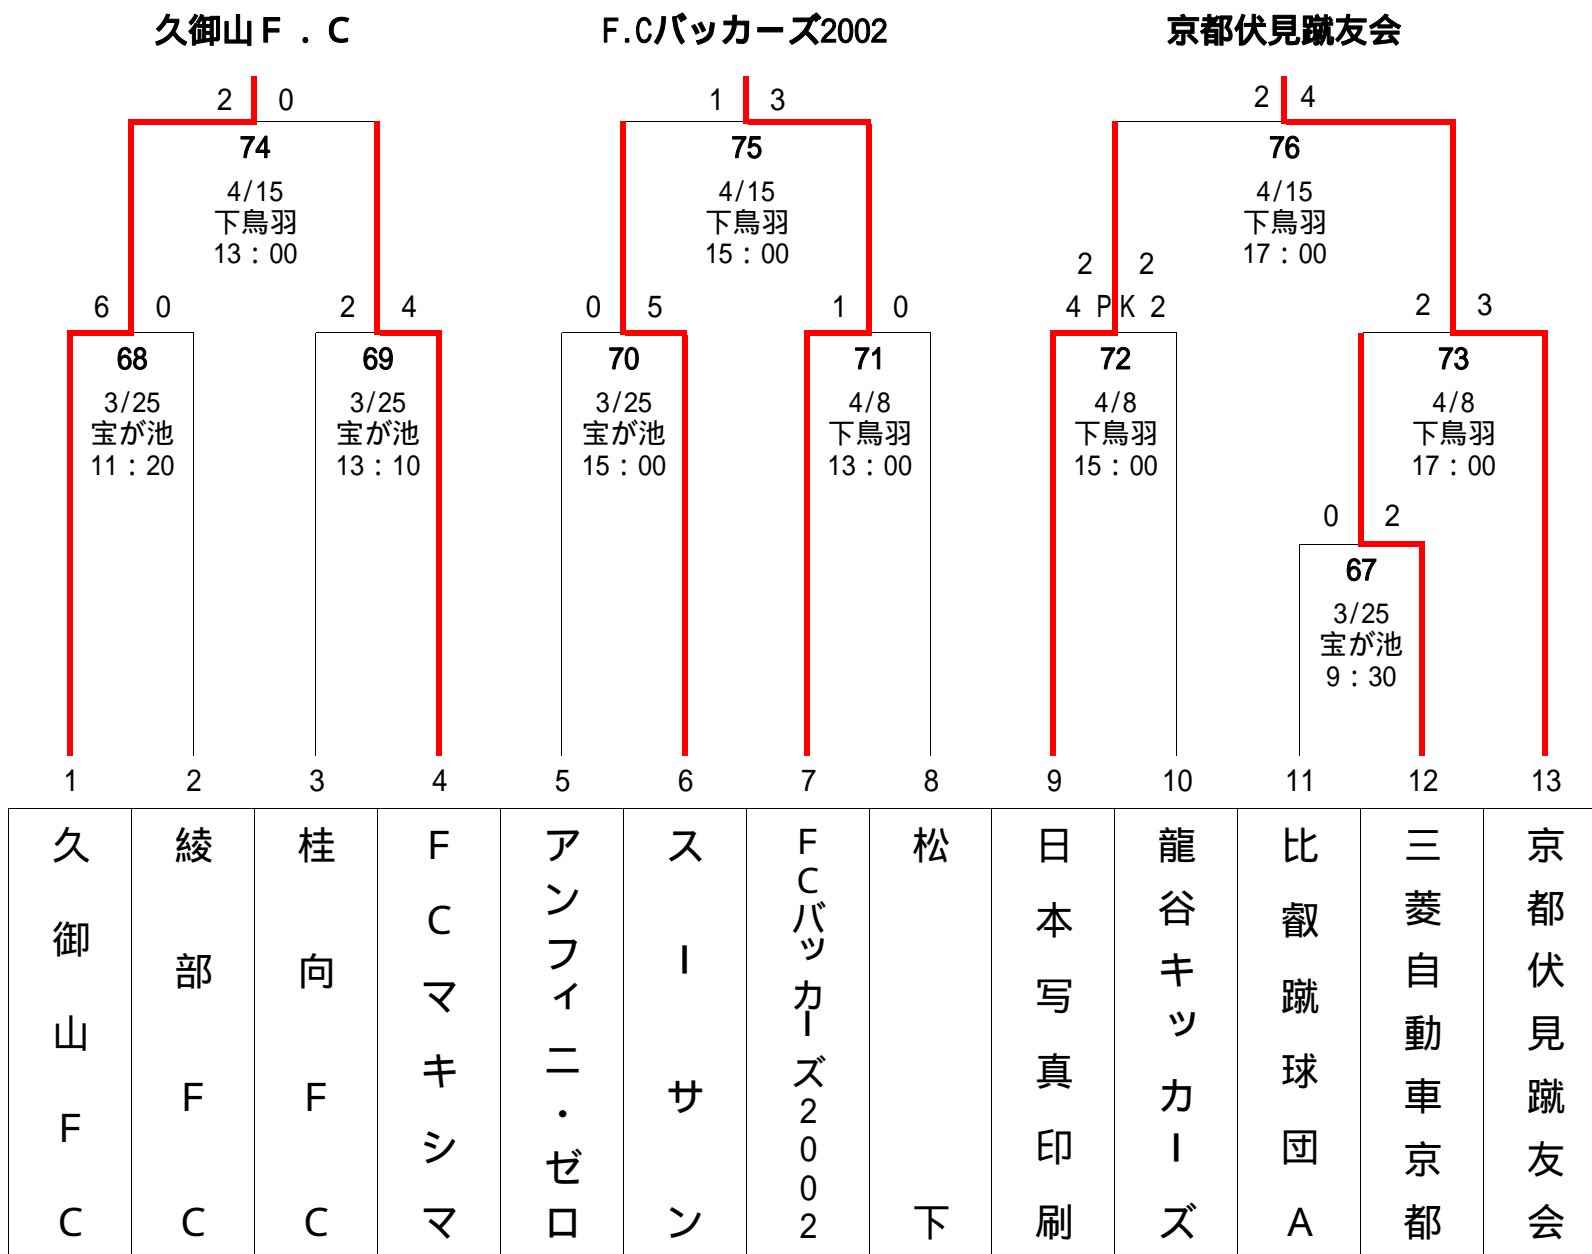 久御山Ｆ．Ｃ
F.Cバッカーズ2002
京都伏見蹴友会
2 0
1 3
2 4
74
75
76
4/15
下鳥羽
13：00
4/15
下鳥羽
15：00
4/15
下鳥羽
17：00
2 2
6 0
2 4
0 5
1 0
4 PK 2
2 3
68
69
70
71
72
73
3/25
宝が池
11：20
3/25
宝が池
13：10
3/25
宝が池
15：00
4/8
下鳥羽
13：00
4/8
下鳥羽
15：00
4/8
下鳥羽
17：00
0 2
67
3/25
宝が池
9：30
1 2 3 4 5 6 7 8 9 10 11 12 13
久御山FC
綾部FC
桂向FC
FCマキシマ
アンフィニ・ゼロ
スーサン
FCバッカーズ2002
松下
日本写真印刷
龍谷キッカーズ
比叡蹴球団A
三菱自動車京都
京都伏見蹴友会